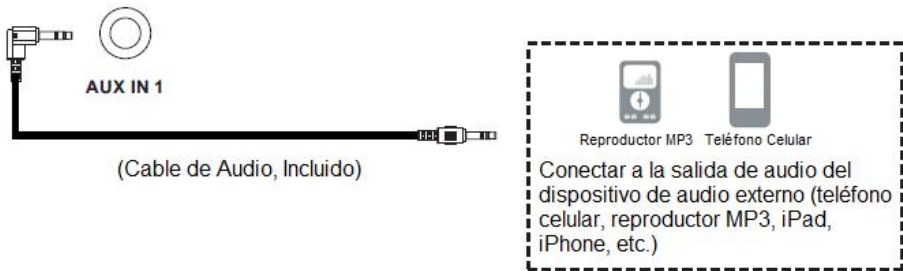 AUX IN 1
(Cable de Audio, Incluido)
Reproductor MP3 Teléfono Celular
Conectar a la salida de audio del
dispositivo de audio externo (teléfono
celular, reproductor MP3, iPad,
iPhone, etc.)